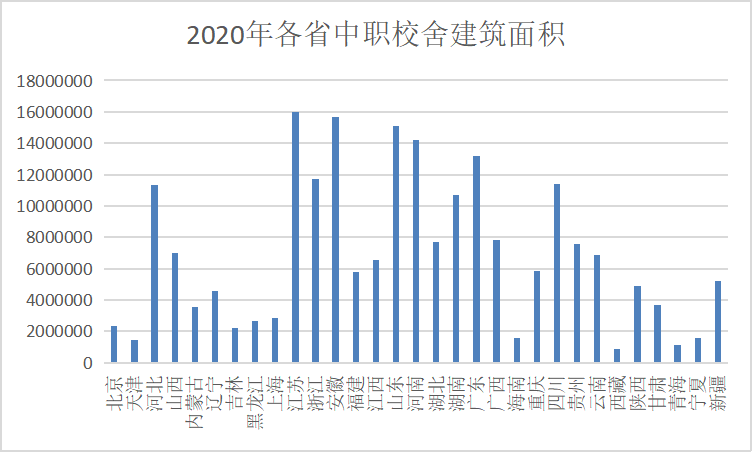 2020年各省中职校舍建筑面积
18000000
16000000
14000000
12000000
10000000
8000000
6000000
4000000
2000000
0
北京
天津
河北
山西
内蒙古
辽宁
吉林
黑龙江
上海
江苏
浙江
安徽
福建
江西
山东
河南
湖北
湖南
广东
广西
海南
重庆
四川
贵州
云南
西藏
陕西
甘肃
青海
宁夏
新疆